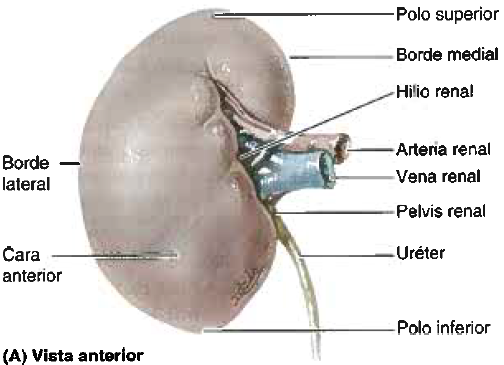 Polo superior
Borde medial
Hilio renal
Arteria renal
Vena renal
Pelvis renal
Uréter
Polo inferior
Borde
lateral
Cara
anterior
(A) Vista anterior